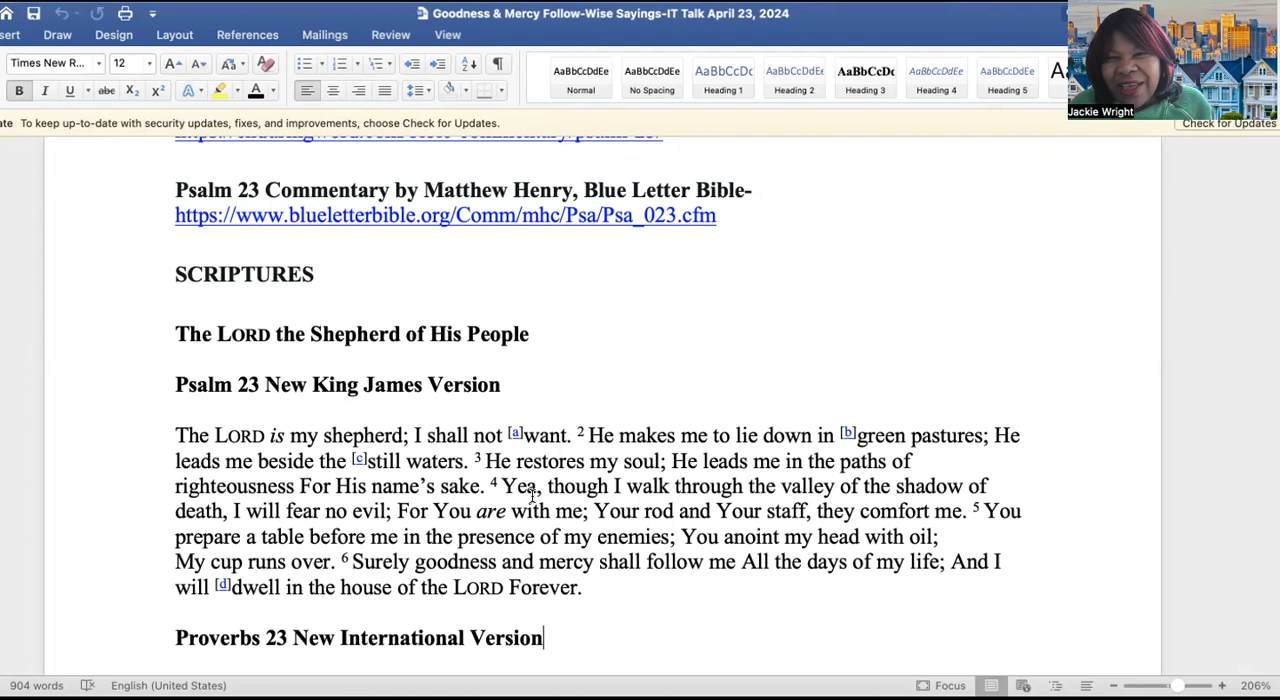 Goodness & Mercy Follow-Wise Sayings-IT Talk April 23, 2024
sert Draw Design Layout References Mailings Review View
Times New R... 12
AaBbCcDdEe AaBbCcDdEe AaBbCcDc AaBbCcDdEe AaBbCcDc AaBbCcDdEe AaBbCcDdEe
B I U abc X₂ X² A A
Normal No Spacing Heading 1 Heading 2 Heading 3 Heading 4 Heading 5
Jackie Wright
To keep up-to-date with security updates, fixes, and improvements, choose Check for Updates. Check for Updates
Psalm 23 Commentary by Matthew Henry, Blue Letter Bible-
https://www.blueletterbible.org/Comm/mhc/Psa/Psa_023.cfm
SCRIPTURES
The LORD the Shepherd of His People
Psalm 23 New King James Version
The LORD is my shepherd; I shall not [a]want. 2 He makes me to lie down in [b]green pastures; He
leads me beside the [c]still waters. 3 He restores my soul; He leads me in the paths of
righteousness For His name’s sake. 4 Yea, though I walk through the valley of the shadow of
death, I will fear no evil; For You are with me; Your rod and Your staff, they comfort me. 5 You
prepare a table before me in the presence of my enemies; You anoint my head with oil;
My cup runs over. 6 Surely goodness and mercy shall follow me All the days of my life; And I
will [d]dwell in the house of the LORD Forever.
Proverbs 23 New International Version
904 words English (United States) Focus 206%